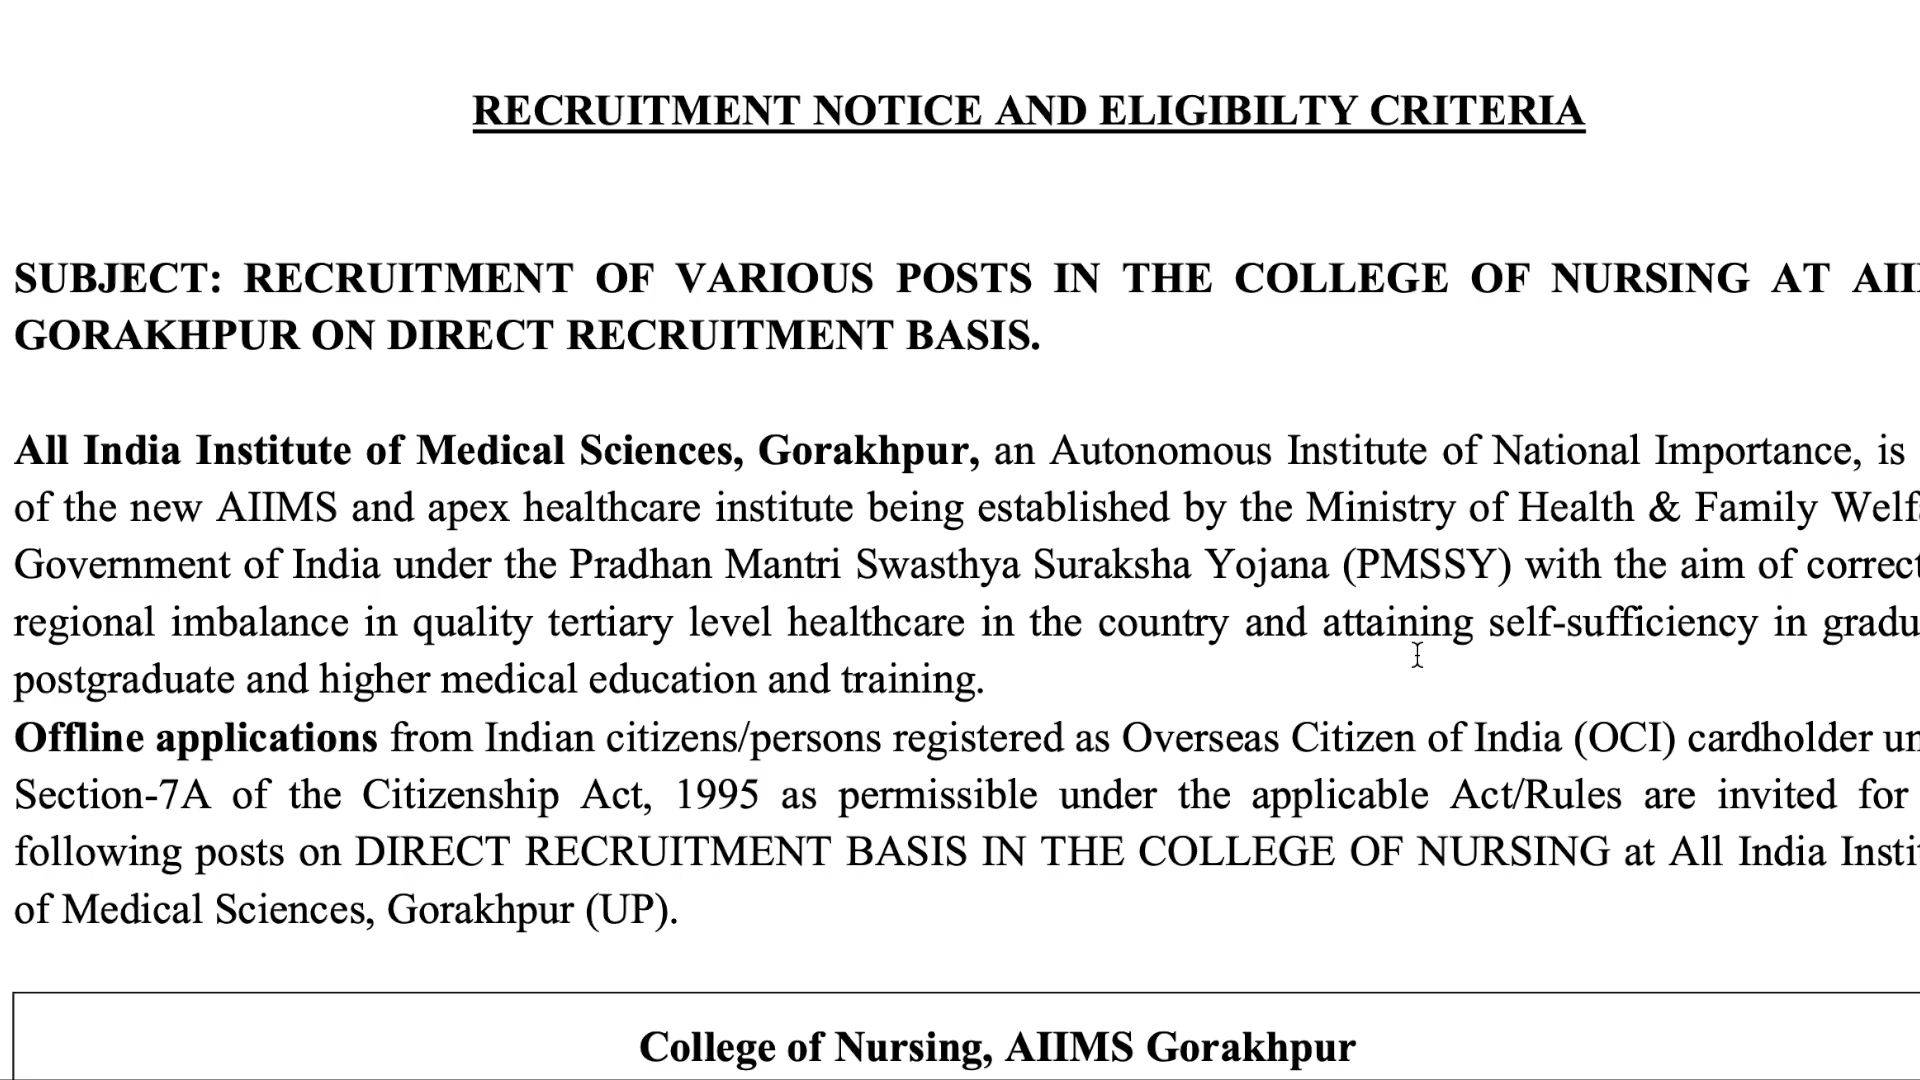 RECRUITMENT NOTICE AND ELIGIBILTY CRITERIA
SUBJECT: RECRUITMENT OF VARIOUS POSTS IN THE COLLEGE OF NURSING AT
GORAKHPUR ON DIRECT RECRUITMENT BASIS.
All India Institute of Medical Sciences, Gorakhpur, an Autonomous Institute of National Importance, is
of the new AIIMS and apex healthcare institute being established by the Ministry of Health & Family
Government of India under the Pradhan Mantri Swasthya Suraksha Yojana (PMSSY) with the aim of
regional imbalance in quality tertiary level healthcare in the country and attaining self-sufficiency in
postgraduate and higher medical education and training.
Offline applications from Indian citizens/persons registered as Overseas Citizen of India (OCI) cardholder
Section-7A of the Citizenship Act, 1995 as permissible under the applicable Act/Rules are invited for
following posts on DIRECT RECRUITMENT BASIS IN THE COLLEGE OF NURSING at All India
of Medical Sciences, Gorakhpur (UP).
College of Nursing, AIIMS Gorakhpur